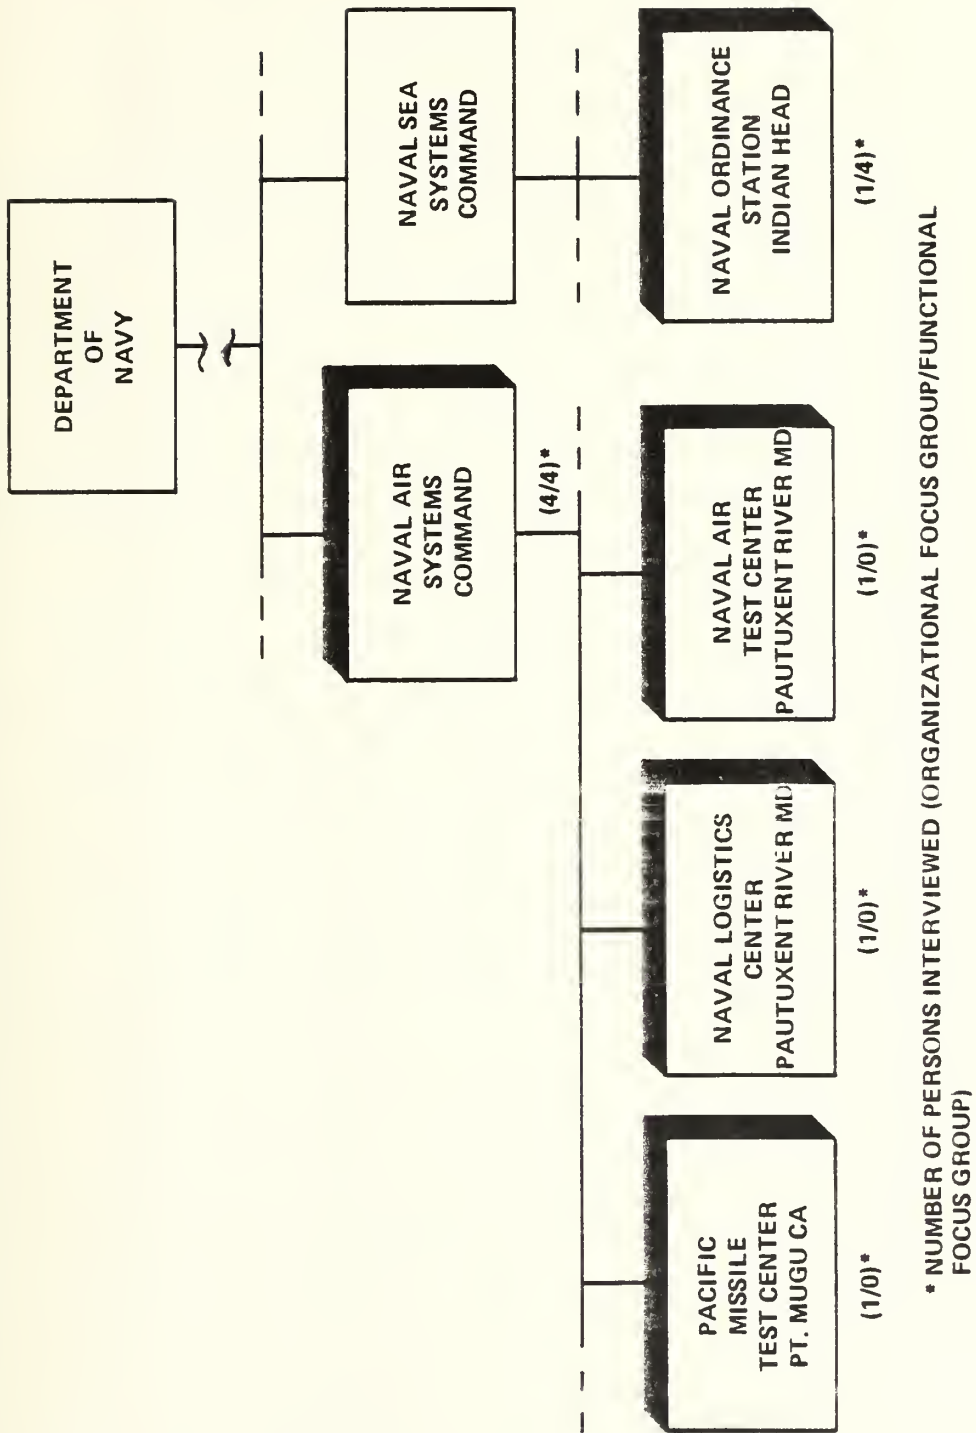 DEPARTMENT
OF
NAVY
NAVAL AIR
SYSTEMS
COMMAND
(4/4)*
NAVAL SEA
SYSTEMS
COMMAND
PACIFIC
MISSILE
TEST CENTER
PT. MUGU CA
(1/0)*
NAVAL LOGISTICS
CENTER
PAUTUXENT RIVER MD
(1/0)*
NAVAL AIR
TEST CENTER
PAUTUXENT RIVER MD
(1/0)*
NAVAL ORDINANCE
STATION
INDIAN HEAD
(1/4)*
* NUMBER OF PERSONS INTERVIEWED (ORGANIZATIONAL FOCUS GROUP/FUNCTIONAL
FOCUS GROUP)